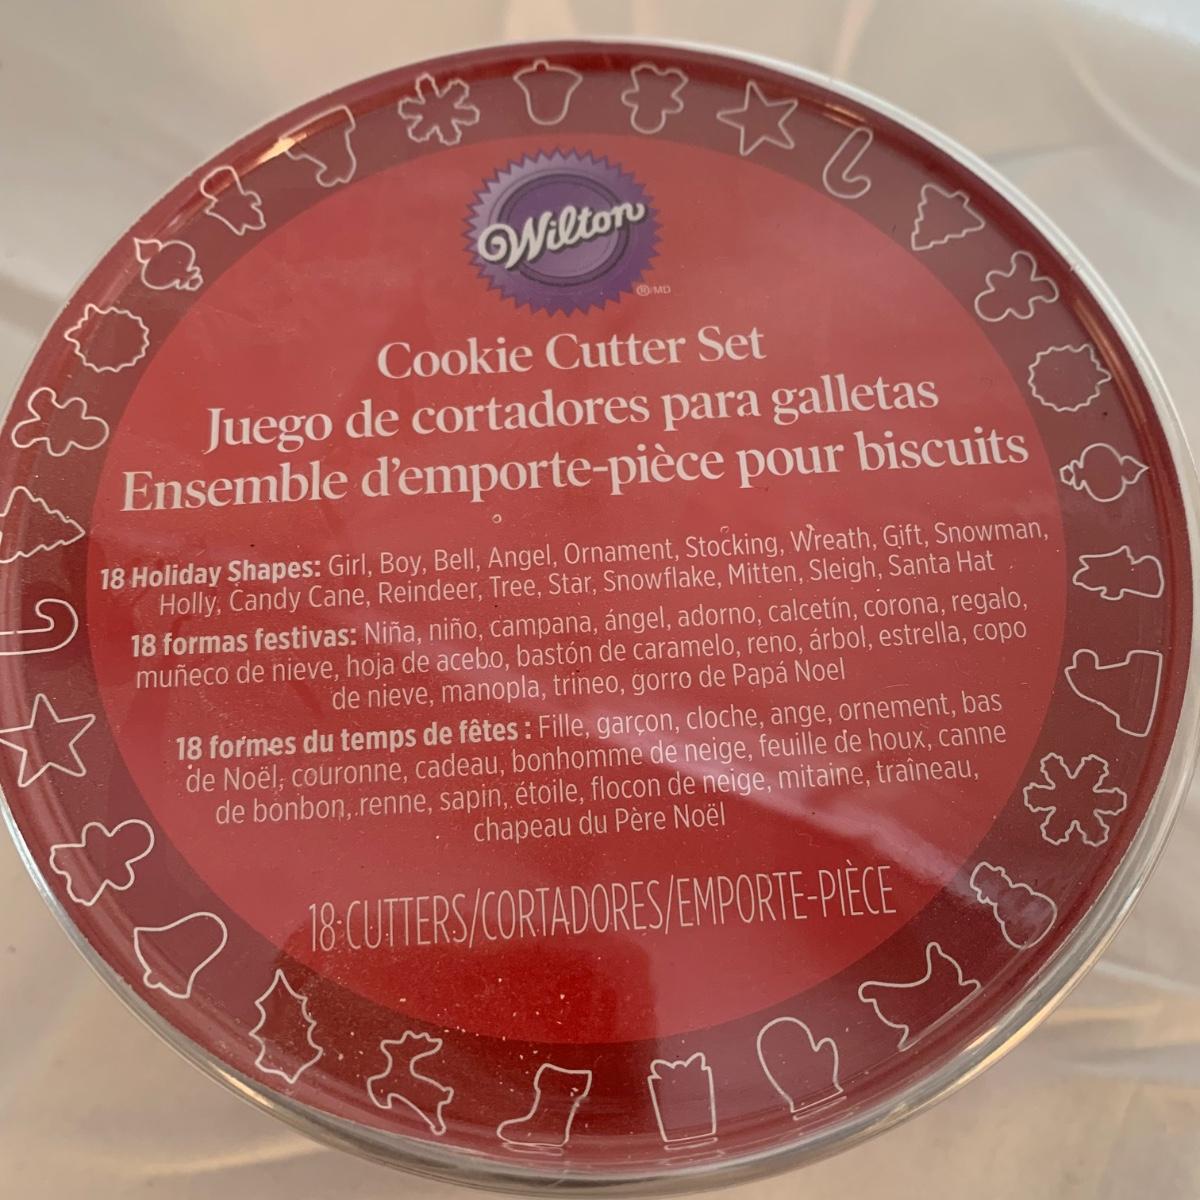 Wilton
® MD
Cookie Cutter Set
Juego de cortadores para galletas
Ensemble d'emporte-pièce pour biscuits
18 Holiday Shapes: Girl, Boy, Bell, Angel, Ornament, Stocking, Wreath, Gift, Snowman,
Holly, Candy Cane, Reindeer, Tree, Star, Snowflake, Mitten, Sleigh, Santa Hat
18 formas festivas: Niña, niño, campana, ángel, adorno, calcetín, corona, regalo,
muñeco de nieve, hoja de acebo, bastón de caramelo, reno, árbol, estrella, copo
de nieve, manopla, trineo, gorro de Papá Noel
18 formes du temps de fêtes : Fille, garçon, cloche, ange, ornement, bas
de Noël, couronne, cadeau, bonhomme de neige, feuille de houx, canne
de bonbon, renne, sapin, étoile, flocon de neige, mitaine, traîneau,
chapeau du Père Noël
18 CUTTERS/CORTADORES/EMPORTE-PIÈCE